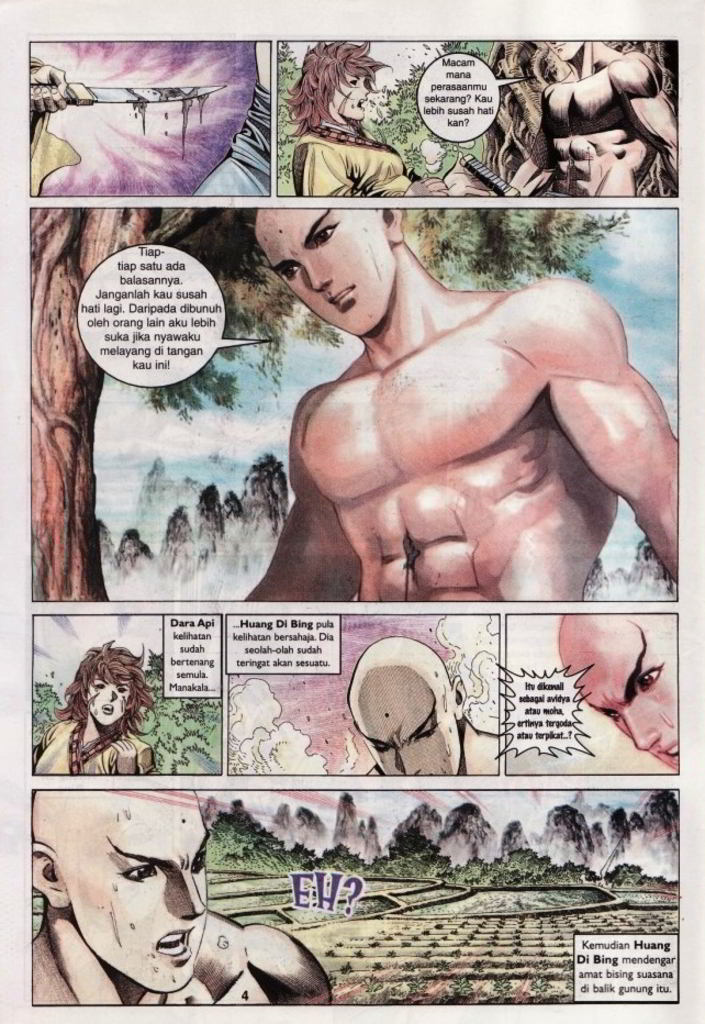 Macam
mana
perasaanmu
sekarang? Kau
lebih susah hati
kan?
Tiap-
tiap satu ada
balasannya.
Janganlah kau susah
hati lagi. Daripada dibunuh
oleh orang lain aku lebih
suka jika nyawaku
melayang di tangan
kau ini!
Dara Api
kelihatan
sudah
bertenang
semula.
Manakala...
...Huang Di Bing pula
kelihatan bersahaja. Dia
seolah-olah sudah
teringat akan sesuatu.
Itu dikenali
sebagai avidya
atau moha,
ertinya tergoda
atau terpikat..?
EH?
Kemudian Huang
Di Bing mendengar
amat bising suasana
di balik gunung itu.
4